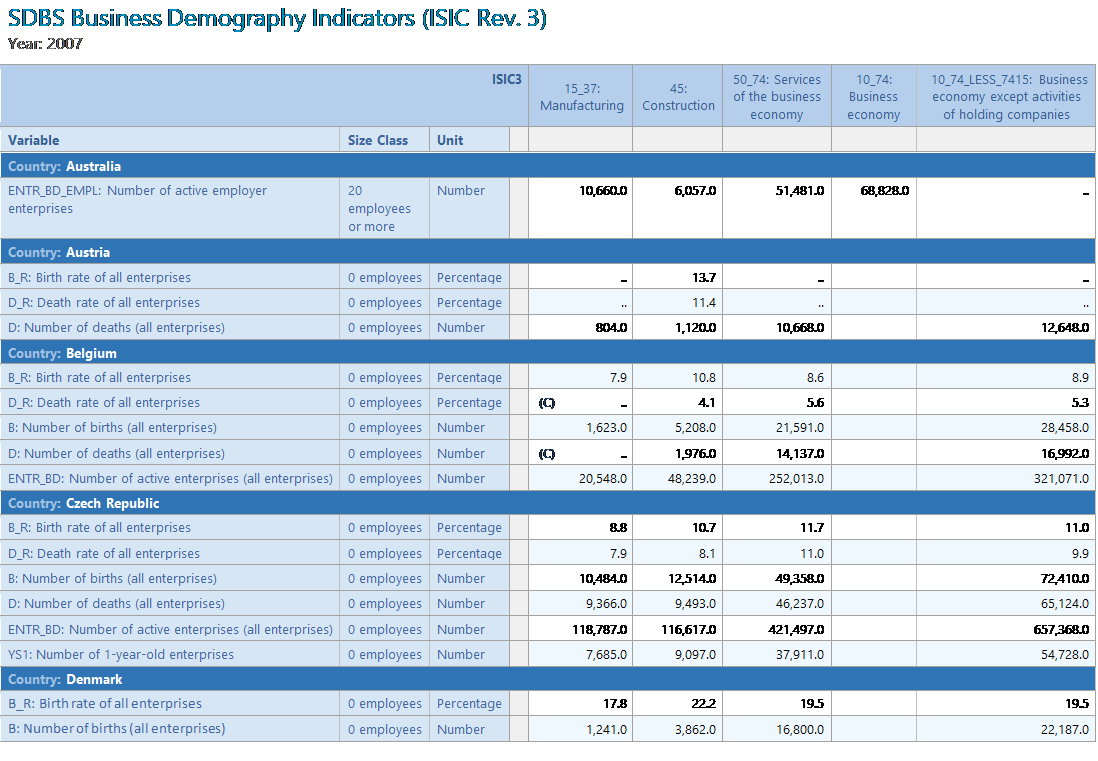 SDBS Business Demography Indicators (ISIC Rev. 3)
Year: 2007
ISIC3
15_37: Manufacturing
45: Construction
50_74: Services of the business economy
10_74: Business economy
10_74_LESS_7415: Business economy except activities of holding companies
Variable Size Class Unit
Country: Australia
ENTR_BD_EMPL: Number of active employer enterprises 20 employees or more Number 10,660.0 6,057.0 51,481.0 68,828.0 ..
Country: Austria
B_R: Birth rate of all enterprises 0 employees Percentage .. 13.7 .. ..
D_R: Death rate of all enterprises 0 employees Percentage .. 11.4 .. ..
D: Number of deaths (all enterprises) 0 employees Number 804.0 1,120.0 10,668.0 12,648.0
Country: Belgium
B_R: Birth rate of all enterprises 0 employees Percentage 7.9 10.8 8.6 8.9
D_R: Death rate of all enterprises 0 employees Percentage (C) .. 4.1 5.6 5.3
B: Number of births (all enterprises) 0 employees Number 1,623.0 5,208.0 21,591.0 28,458.0
D: Number of deaths (all enterprises) 0 employees Number (C) .. 1,976.0 14,137.0 16,992.0
ENTR_BD: Number of active enterprises (all enterprises) 0 employees Number 20,548.0 48,239.0 252,013.0 321,071.0
Country: Czech Republic
B_R: Birth rate of all enterprises 0 employees Percentage 8.8 10.7 11.7 11.0
D_R: Death rate of all enterprises 0 employees Percentage 7.9 8.1 11.0 9.9
B: Number of births (all enterprises) 0 employees Number 10,484.0 12,514.0 49,358.0 72,410.0
D: Number of deaths (all enterprises) 0 employees Number 9,366.0 9,493.0 46,237.0 65,124.0
ENTR_BD: Number of active enterprises (all enterprises) 0 employees Number 118,787.0 116,617.0 421,497.0 657,368.0
YS1: Number of 1-year-old enterprises 0 employees Number 7,685.0 9,097.0 37,911.0 54,728.0
Country: Denmark
B_R: Birth rate of all enterprises 0 employees Percentage 17.8 22.2 19.5 19.5
B: Number of births (all enterprises) 0 employees Number 1,241.0 3,862.0 16,800.0 22,187.0